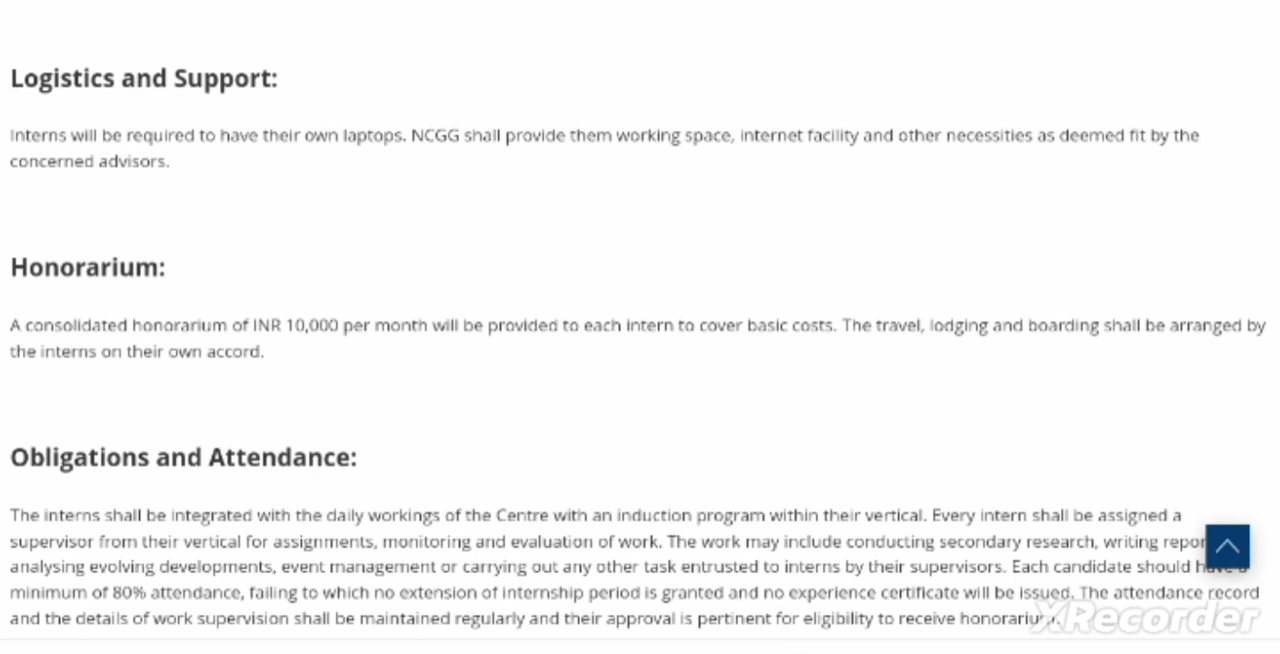 Logistics and Support:
Interns will be required to have their own laptops. NCGG shall provide them working space, internet facility and other necessities as deemed fit by the
concerned advisors.
Honorarium:
A consolidated honorarium of INR 10,000 per month will be provided to each intern to cover basic costs. The travel, lodging and boarding shall be arranged by
the interns on their own accord.
Obligations and Attendance:
The interns shall be integrated with the daily workings of the Centre with an induction program within their vertical. Every intern shall be assigned a
supervisor from their vertical for assignments, monitoring and evaluation of work. The work may include conducting secondary research, writing
analysing evolving developments, event management or carrying out any other task entrusted to interns by their supervisors. Each candidate should have a
minimum of 80% attendance, failing to which no extension of internship period is granted and no experience certificate will be issued. The attendance record
and the details of work supervision shall be maintained regularly and their approval is pertinent for eligibility to receive honorarium.
XRecorder